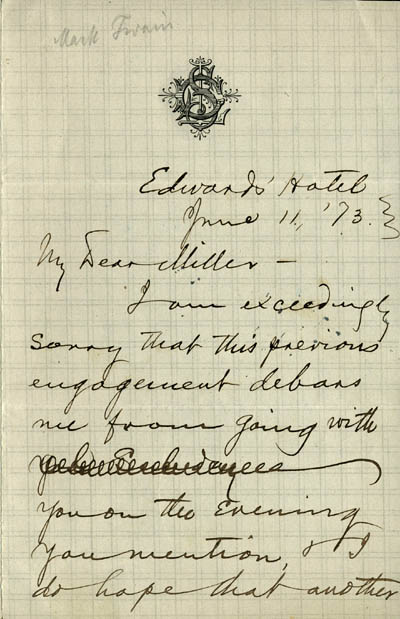 Mark Twain
SLC
Edwards' Hotel
June 11, '73.
My Dear Miller —
I am exceedingly
sorry that this previous
engagement debars
me from going with
you on the Evening
you mention, & I
do hope that another